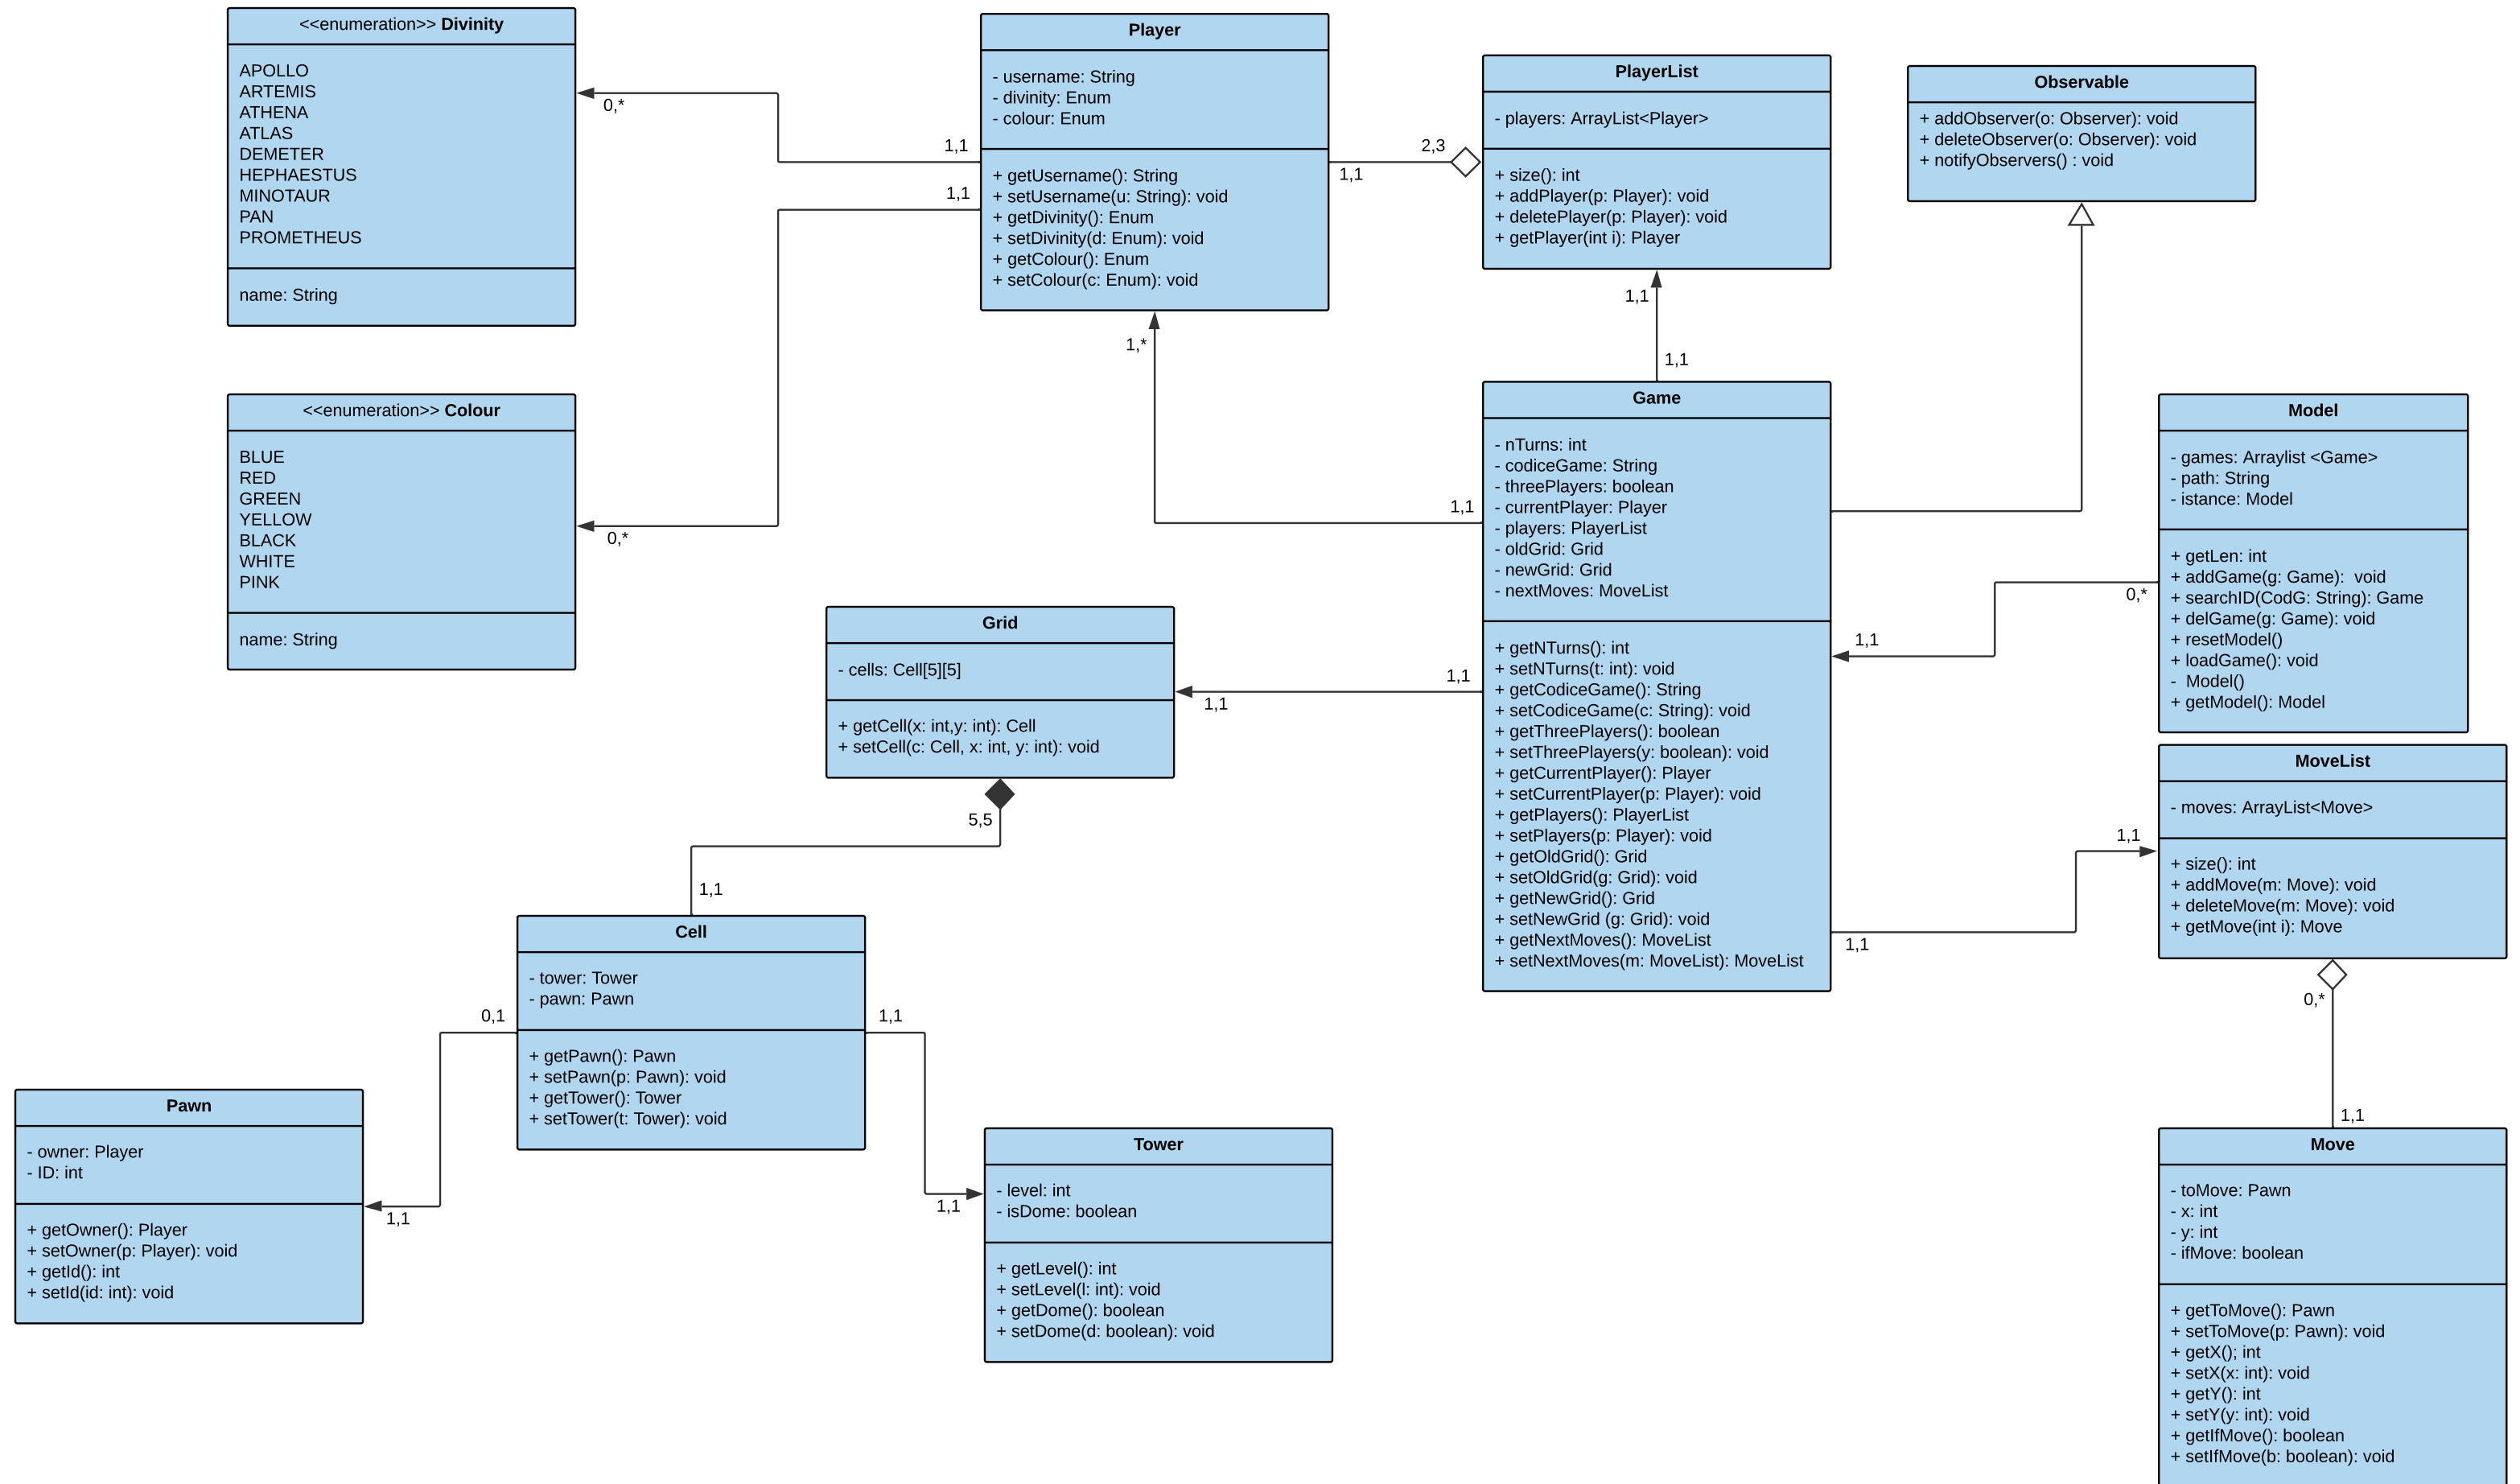 <<enumeration>> Divinity
APOLLO
ARTEMIS
ATHENA
ATLAS
DEMETER
HEPHAESTUS
MINOTAUR
PAN
PROMETHEUS
name: String
0,*
1,1
1,1
Player
- username: String
- divinity: Enum
- colour: Enum
+ getUsername(): String
+ setUsername(u: String): void
+ getDivinity(): Enum
+ setDivinity(d: Enum): void
+ getColour(): Enum
+ setColour(c: Enum): void
2,3
1,1
PlayerList
- players: ArrayList<Player>
+ size(): int
+ addPlayer(p: Player): void
+ deletePlayer(p: Player): void
+ getPlayer(int i): Player
Observable
+ addObserver(o: Observer): void
+ deleteObserver(o: Observer): void
+ notifyObservers() : void
1,1
1,1
1,*
1,1
<<enumeration>> Colour
BLUE
RED
GREEN
YELLOW
BLACK
WHITE
PINK
name: String
0,*
Game
- nTurns: int
- codiceGame: String
- threePlayers: boolean
- currentPlayer: Player
- players: PlayerList
- oldGrid: Grid
- newGrid: Grid
- nextMoves: MoveList
+ getNTurns(): int
+ setNTurns(t: int): void
+ getCodiceGame(): String
+ setCodiceGame(c: String): void
+ getThreePlayers(): boolean
+ setThreePlayers(y: boolean): void
+ getCurrentPlayer(): Player
+ setCurrentPlayer(p: Player): void
+ getPlayers(): PlayerList
+ setPlayers(p: Player): void
+ getOldGrid(): Grid
+ setOldGrid(g: Grid): void
+ getNewGrid(): Grid
+ setNewGrid (g: Grid): void
+ getNextMoves(): MoveList
+ setNextMoves(m: MoveList): MoveList
Model
- games: Arraylist <Game>
- path: String
- istance: Model
+ getLen: int
+ addGame(g: Game):  void
+ searchID(CodG: String): Game
+ delGame(g: Game): void
+ resetModel()
+ loadGame(): void
-  Model()
+ getModel(): Model
0,*
1,1
Grid
- cells: Cell[5][5]
+ getCell(x: int,y: int): Cell
+ setCell(c: Cell, x: int, y: int): void
1,1
1,1
5,5
1,1
MoveList
- moves: ArrayList<Move>
+ size(): int
+ addMove(m: Move): void
+ deleteMove(m: Move): void
+ getMove(int i): Move
1,1
1,1
0,*
1,1
Cell
- tower: Tower
- pawn: Pawn
+ getPawn(): Pawn
+ setPawn(p: Pawn): void
+ getTower(): Tower
+ setTower(t: Tower): void
0,1
1,1
1,1
1,1
Pawn
- owner: Player
- ID: int
+ getOwner(): Player
+ setOwner(p: Player): void
+ getId(): int
+ setId(id: int): void
Tower
- level: int
- isDome: boolean
+ getLevel(): int
+ setLevel(l: int): void
+ getDome(): boolean
+ setDome(d: boolean): void
Move
- toMove: Pawn
- x: int
- y: int
- ifMove: boolean
+ getToMove(): Pawn
+ setToMove(p: Pawn): void
+ getX(); int
+ setX(x: int): void
+ getY(): int
+ setY(y: int): void
+ getIfMove(): boolean
+ setIfMove(b: boolean): void